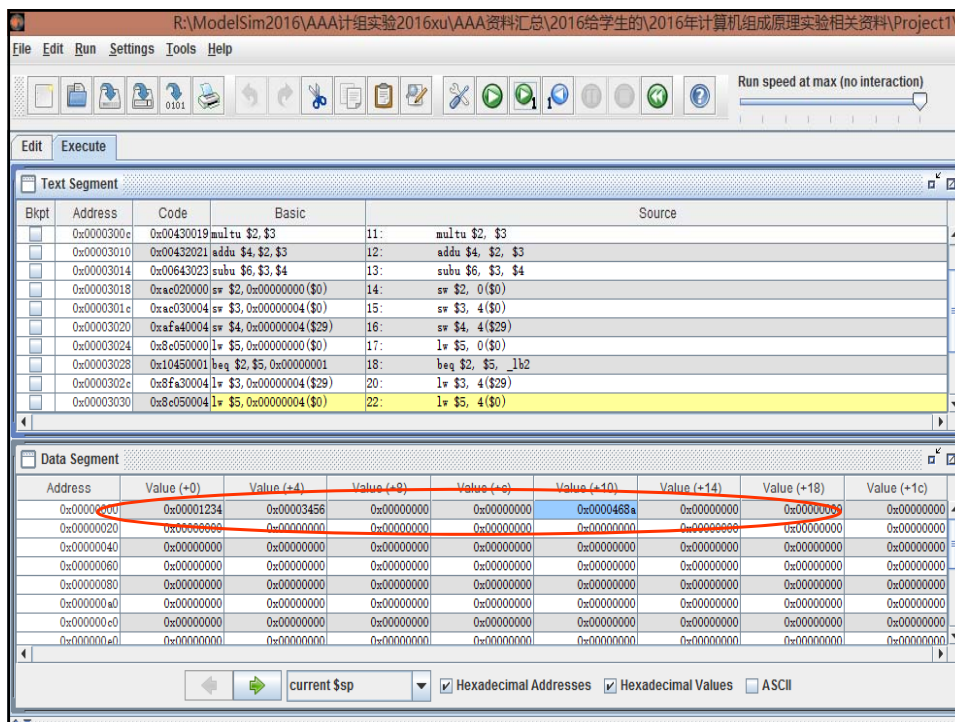 R:\ModelSim2016\AAA计组实验2016xu\AAA资料汇总\2016给学生的\2016年计算机组成原理实验相关资料\Project1\
File Edit Run Settings Tools Help
Run speed at max (no interaction)
Edit Execute
Text Segment
Bkpt Address Code Basic Source
0x0000300c 0x00430019 multu $2,$3 11: multu $2, $3
0x00003010 0x00432021 addu $4,$2,$3 12: addu $4, $2, $3
0x00003014 0x00643023 subu $6,$3,$4 13: subu $6, $3, $4
0x00003018 0xac020000 sw $2,0x00000000($0) 14: sw $2, 0($0)
0x0000301c 0xac030004 sw $3,0x00000004($0) 15: sw $3, 4($0)
0x00003020 0xafa40004 sw $4,0x00000004($29) 16: sw $4, 4($29)
0x00003024 0x8c050000 lw $5,0x00000000($0) 17: lw $5, 0($0)
0x00003028 0x10450001 beq $2,$5,0x00000001 18: beq $2, $5, _lb2
0x0000302c 0x8fa30004 lw $3,0x00000004($29) 20: lw $3, 4($29)
0x00003030 0x8c050004 lw $5,0x00000004($0) 22: lw $5, 4($0)
Data Segment
Address Value (+0) Value (+4) Value (+8) Value (+c) Value (+10) Value (+14) Value (+18) Value (+1c)
0x00000000 0x00001234 0x00003456 0x00000000 0x00000000 0x0000468a 0x00000000 0x00000000 0x00000000
0x00000020 0x00000000 0x00000000 0x00000000 0x00000000 0x00000000 0x00000000 0x00000000 0x00000000
0x00000040 0x00000000 0x00000000 0x00000000 0x00000000 0x00000000 0x00000000 0x00000000 0x00000000
0x00000060 0x00000000 0x00000000 0x00000000 0x00000000 0x00000000 0x00000000 0x00000000 0x00000000
0x00000080 0x00000000 0x00000000 0x00000000 0x00000000 0x00000000 0x00000000 0x00000000 0x00000000
0x000000a0 0x00000000 0x00000000 0x00000000 0x00000000 0x00000000 0x00000000 0x00000000 0x00000000
0x000000c0 0x00000000 0x00000000 0x00000000 0x00000000 0x00000000 0x00000000 0x00000000 0x00000000
0x000000e0 0x00000000 0x00000000 0x00000000 0x00000000 0x00000000 0x00000000 0x00000000 0x00000000
current $sp Hexadecimal Addresses Hexadecimal Values ASCII